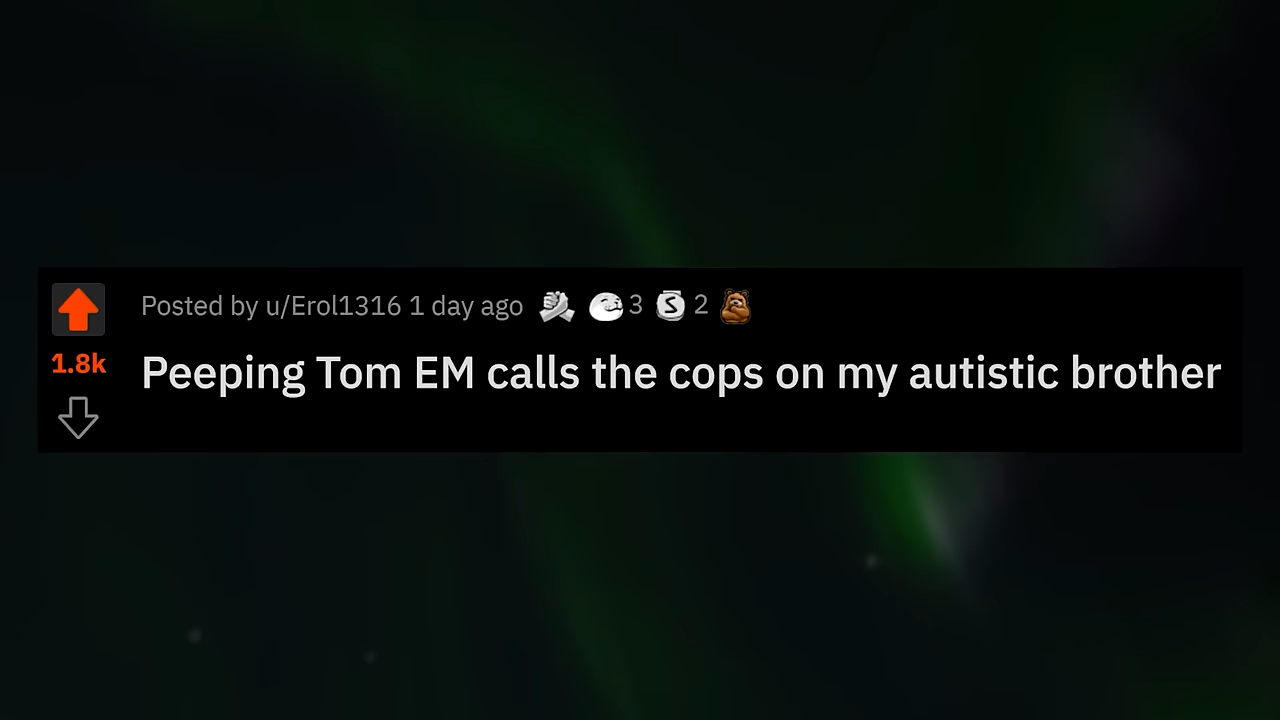 Posted by u/Erol1316 1 day ago 3 2
1.8k
Peeping Tom EM calls the cops on my autistic brother